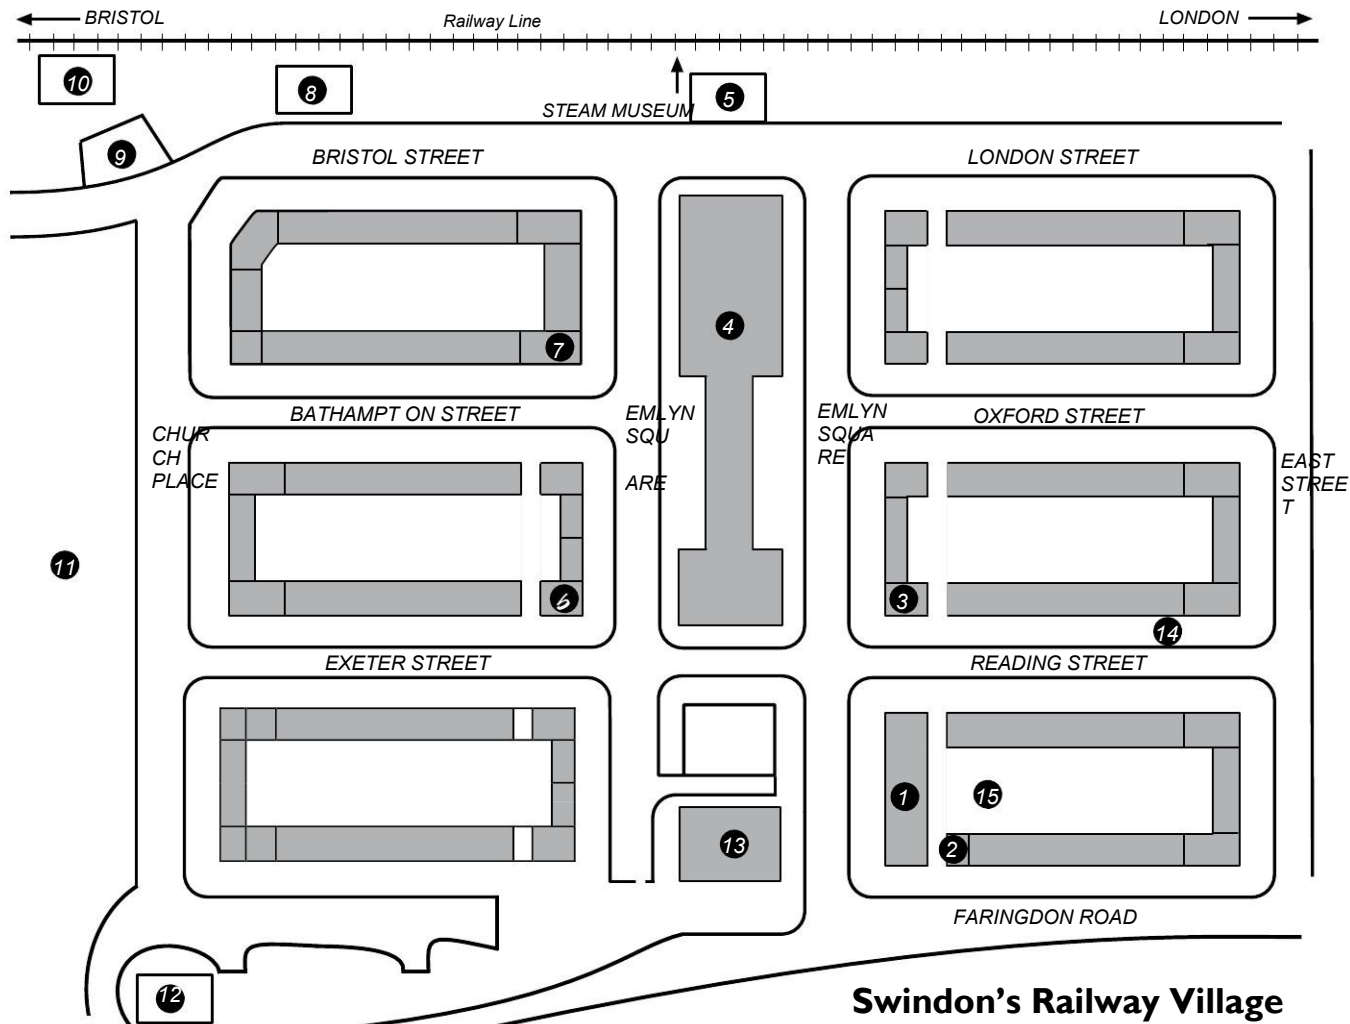 BRISTOL
Railway Line
LONDON
10
8
5
STEAM MUSEUM
9
BRISTOL STREET
LONDON STREET
4
7
BATHAMPT ON STREET
EMLYN
SQU
ARE
EMLYN
SQUA
RE
OXFORD STREET
CHUR
CH
PLACE
EAST
STREE
T
11
6
3
14
EXETER STREET
READING STREET
1
15
13
2
FARINGDON ROAD
12
Swindon’s Railway Village